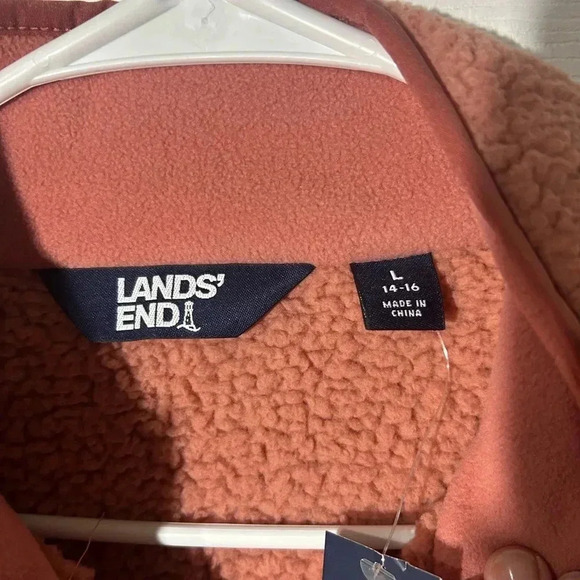 LANDS'
END
L
14-16
MADE IN
CHINA